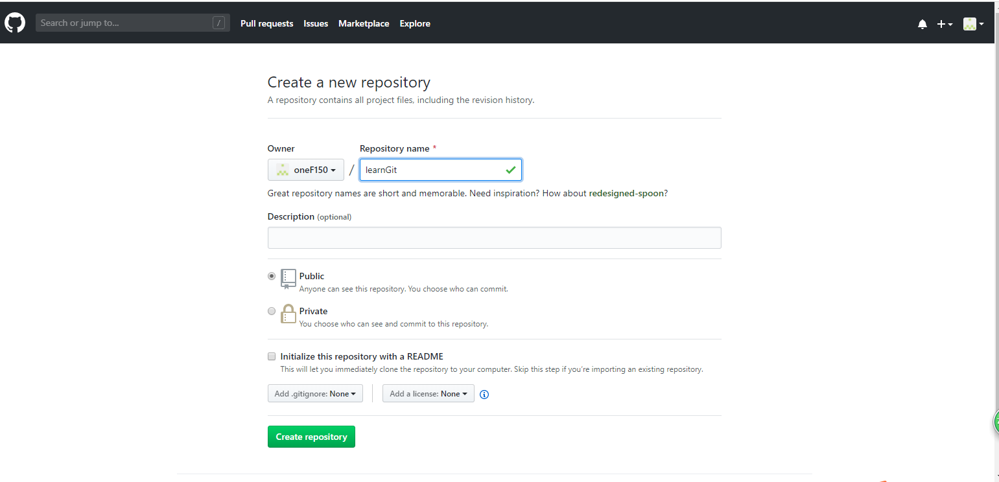 Search or jump to... /
Pull requests Issues Marketplace Explore
Create a new repository
A repository contains all project files, including the revision history.
Owner Repository name *
oneF150 / learnGit
Great repository names are short and memorable. Need inspiration? How about redesigned-spoon?
Description (optional)
Public
Anyone can see this repository. You choose who can commit.
Private
You choose who can see and commit to this repository.
Initialize this repository with a README
This will let you immediately clone the repository to your computer. Skip this step if you're importing an existing repository.
Add .gitignore: None Add a license: None
Create repository